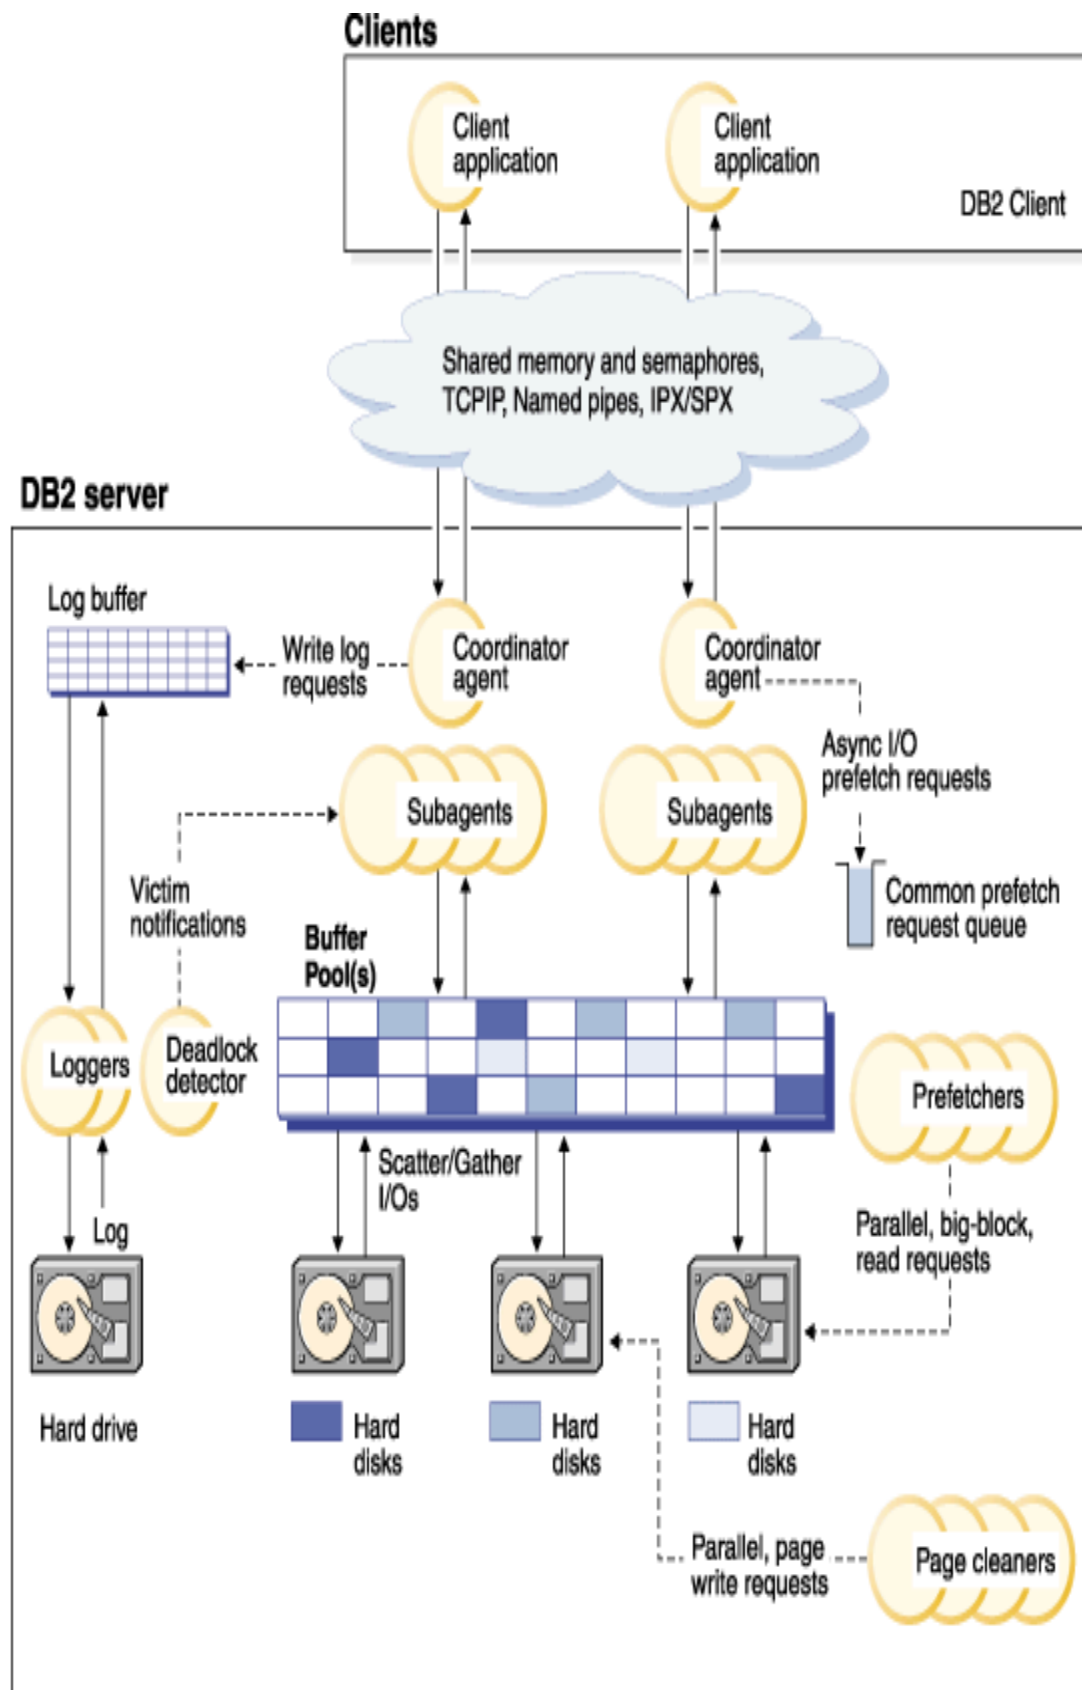 Clients
Client
application
Client
application
DB2 Client
Shared memory and semaphores,
TCPIP, Named pipes, IPX/SPX
DB2 server
Log buffer
Write log
requests
Coordinator
agent
Coordinator
agent
Async I/O
prefetch requests
Subagents
Subagents
Victim
notifications
Common prefetch
request queue
Buffer
Pool(s)
Loggers
Deadlock
detector
Prefetchers
Scatter/Gather
I/Os
Log
Parallel, big-block,
read requests
Hard drive
Hard
disks
Hard
disks
Hard
disks
Parallel, page
write requests
Page cleaners